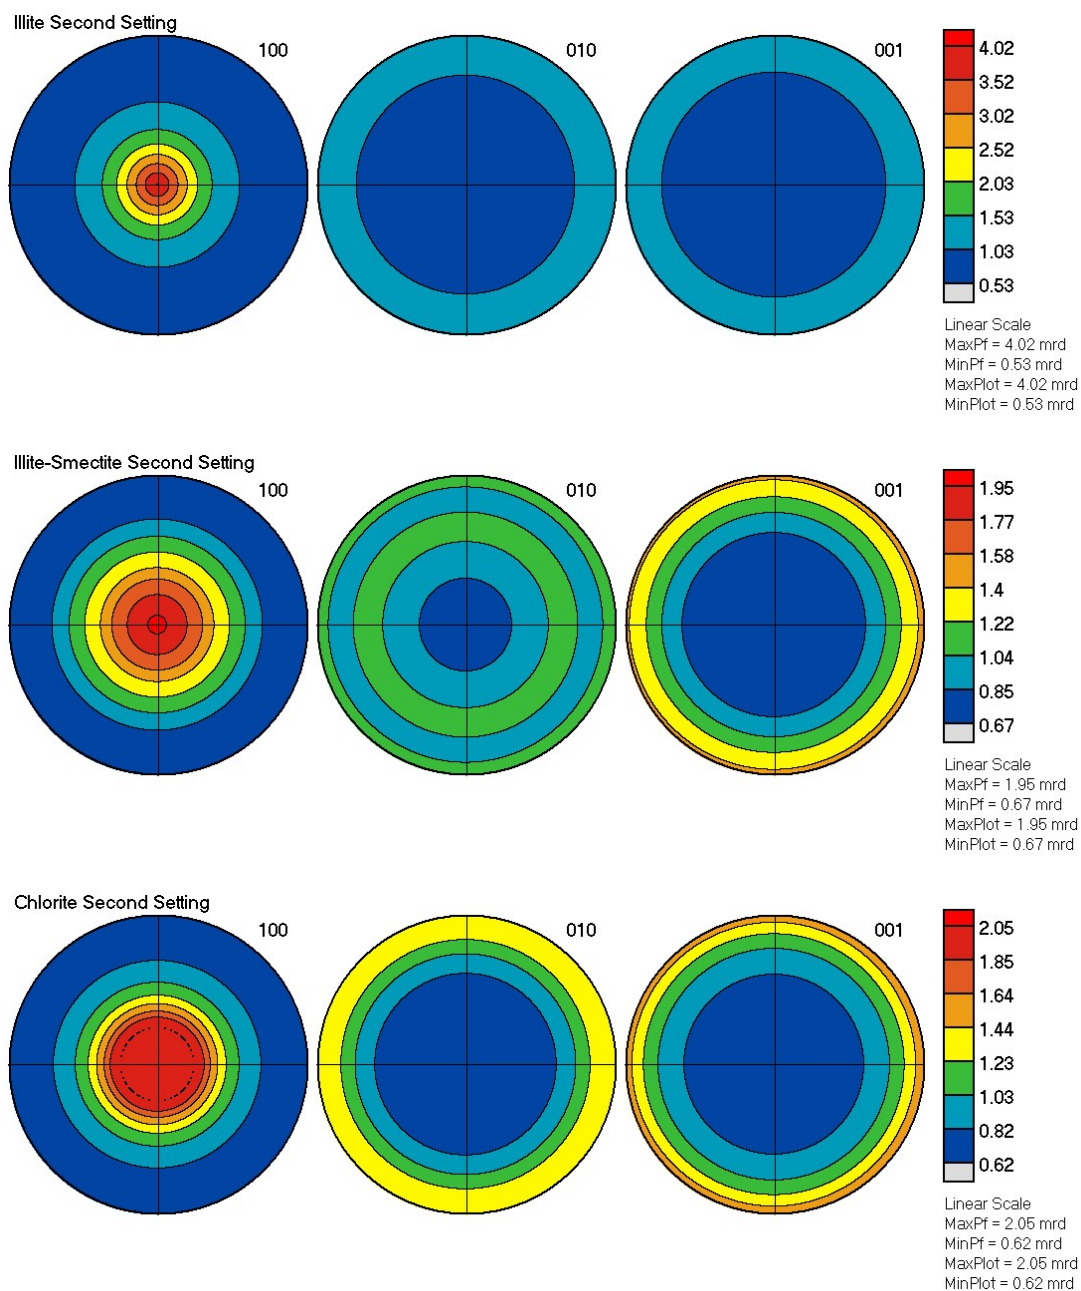 Illite Second Setting
100
010
001
4.02
3.52
3.02
2.52
2.03
1.53
1.03
0.53
Linear Scale
MaxPf = 4.02 mrd
MinPf = 0.53 mrd
MaxPlot = 4.02 mrd
MinPlot = 0.53 mrd
Illite-Smectite Second Setting
100
010
001
1.95
1.77
1.58
1.4
1.22
1.04
0.85
0.67
Linear Scale
MaxPf = 1.95 mrd
MinPf = 0.67 mrd
MaxPlot = 1.95 mrd
MinPlot = 0.67 mrd
Chlorite Second Setting
100
010
001
2.05
1.85
1.64
1.44
1.23
1.03
0.82
0.62
Linear Scale
MaxPf = 2.05 mrd
MinPf = 0.62 mrd
MaxPlot = 2.05 mrd
MinPlot = 0.62 mrd